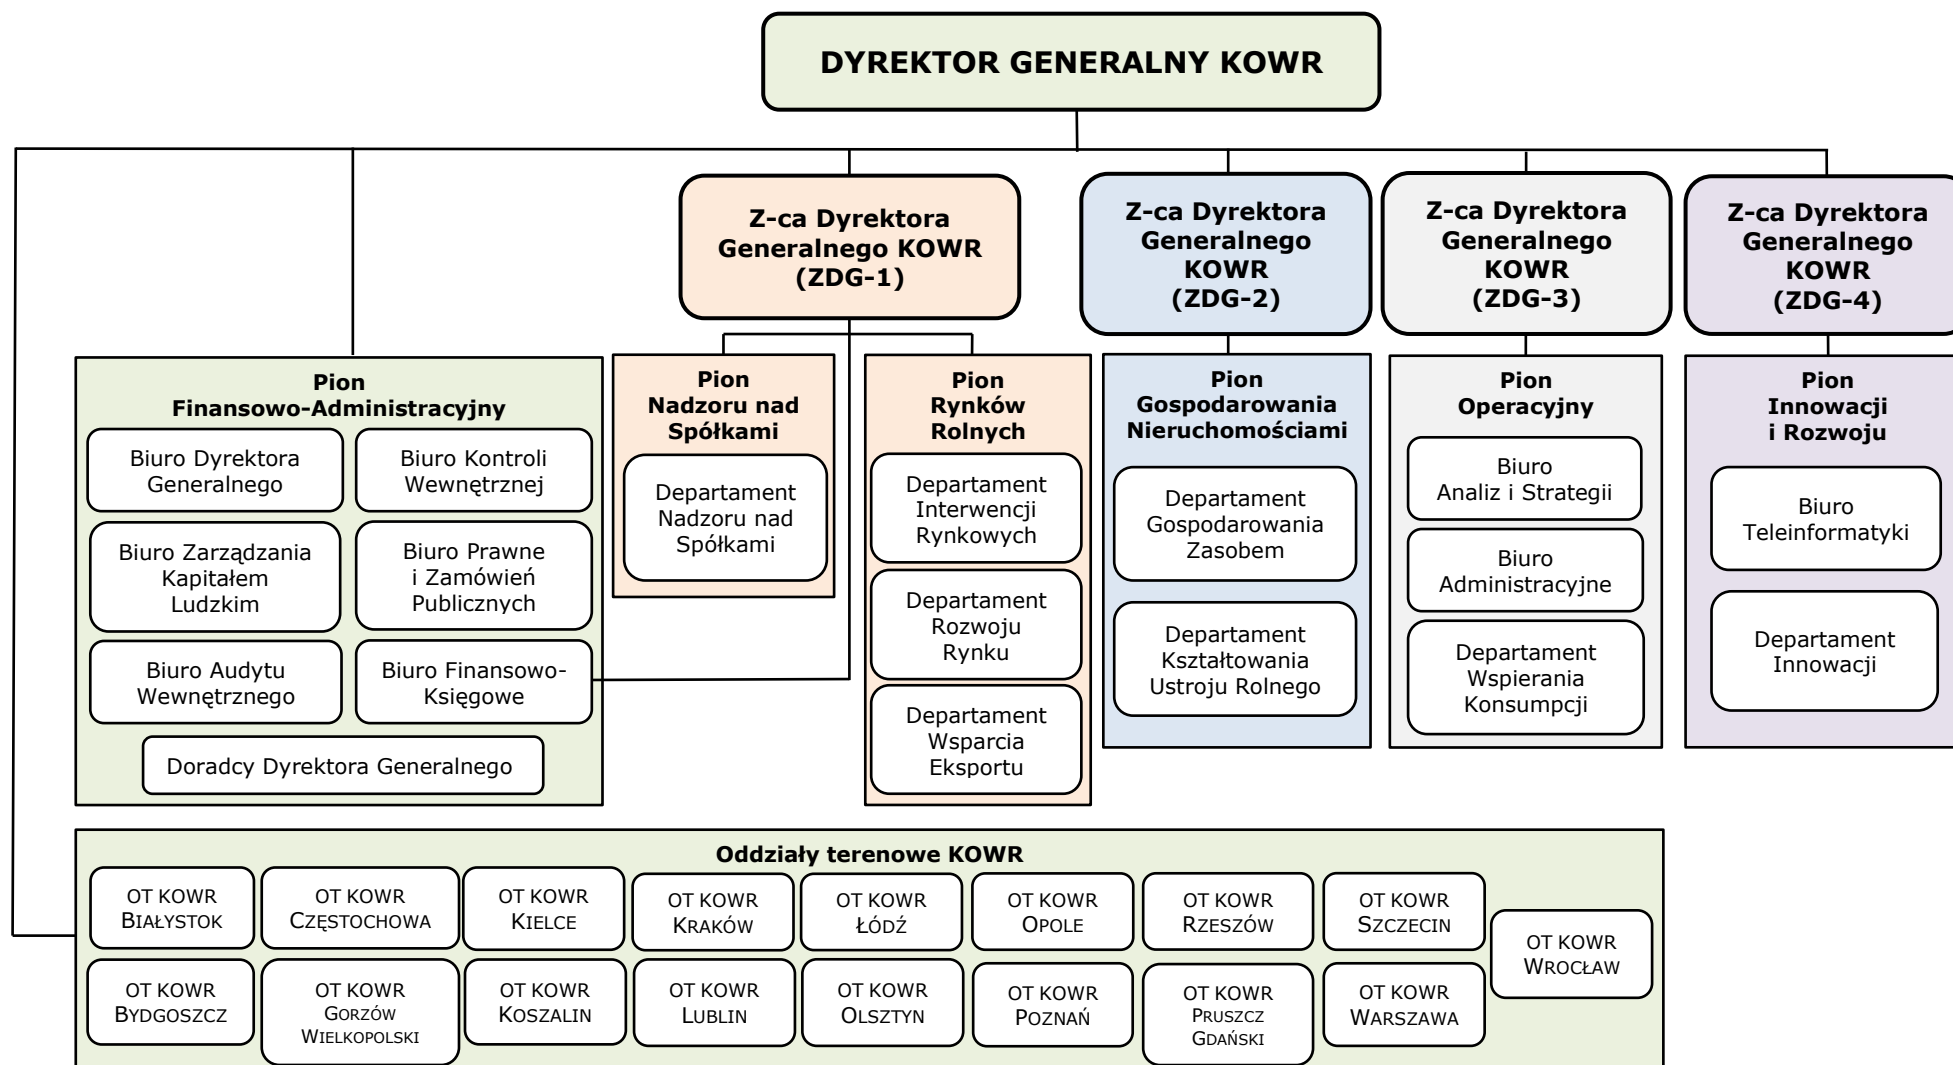 DYREKTOR GENERALNY KOWR
Z-ca Dyrektora
Generalnego KOWR
(ZDG-1)
Z-ca Dyrektora
Generalnego
KOWR
(ZDG-2)
Z-ca Dyrektora
Generalnego
KOWR
(ZDG-3)
Z-ca Dyrektora
Generalnego
KOWR
(ZDG-4)
Pion
Finansowo-Administracyjny
Biuro Dyrektora
Generalnego
Biuro Kontroli
Wewnętrznej
Biuro Zarządzania
Kapitałem
Ludzkim
Biuro Prawne
i Zamówień
Publicznych
Biuro Audytu
Wewnętrznego
Biuro Finansowo-
Księgowe
Doradcy Dyrektora Generalnego
Pion
Nadzoru nad
Spółkami
Departament
Nadzoru nad
Spółkami
Pion
Rynków
Rolnych
Departament
Interwencji
Rynkowych
Departament
Rozwoju
Rynku
Departament
Wsparcia
Eksportu
Pion
Gospodarowania
Nieruchomościami
Departament
Gospodarowania
Zasobem
Departament
Kształtowania
Ustroju Rolnego
Pion
Operacyjny
Biuro
Analiz i Strategii
Biuro
Administracyjne
Departament
Wspierania
Konsumpcji
Pion
Innowacji
i Rozwoju
Biuro
Teleinformatyki
Departament
Innowacji
Oddziały terenowe KOWR
OT KOWR
BIAŁYSTOK
OT KOWR
CZĘSTOCHOWA
OT KOWR
KIELCE
OT KOWR
KRAKÓW
OT KOWR
ŁÓDŹ
OT KOWR
OPOLE
OT KOWR
RZESZÓW
OT KOWR
SZCZECIN
OT KOWR
WROCŁAW
OT KOWR
BYDGOSZCZ
OT KOWR
GORZÓW
WIELKOPOLSKI
OT KOWR
KOSZALIN
OT KOWR
LUBLIN
OT KOWR
OLSZTYN
OT KOWR
POZNAŃ
OT KOWR
PRUSZCZ
GDAŃSKI
OT KOWR
WARSZAWA